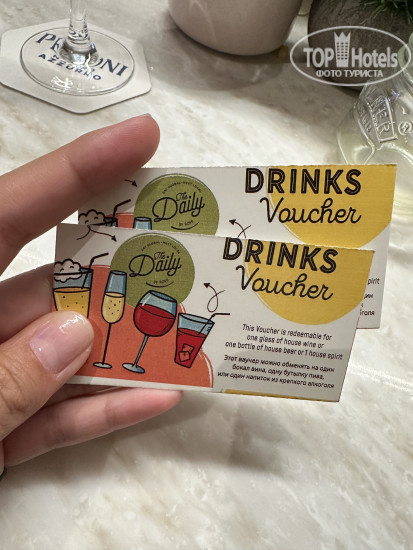 PERONI
AZZURRO
TOP Hotels
ФОТО ТУРИСТА
The
Daily
DRINKS
Voucher
The
Daily
DRINKS
Voucher
This Voucher is redeemable for
one glass of house wine or
one bottle of house beer or 1 house spirit
Этот ваучер можно обменять на один
бокал вина, одну бутылку пива,
или один напиток из крепкого алкоголя